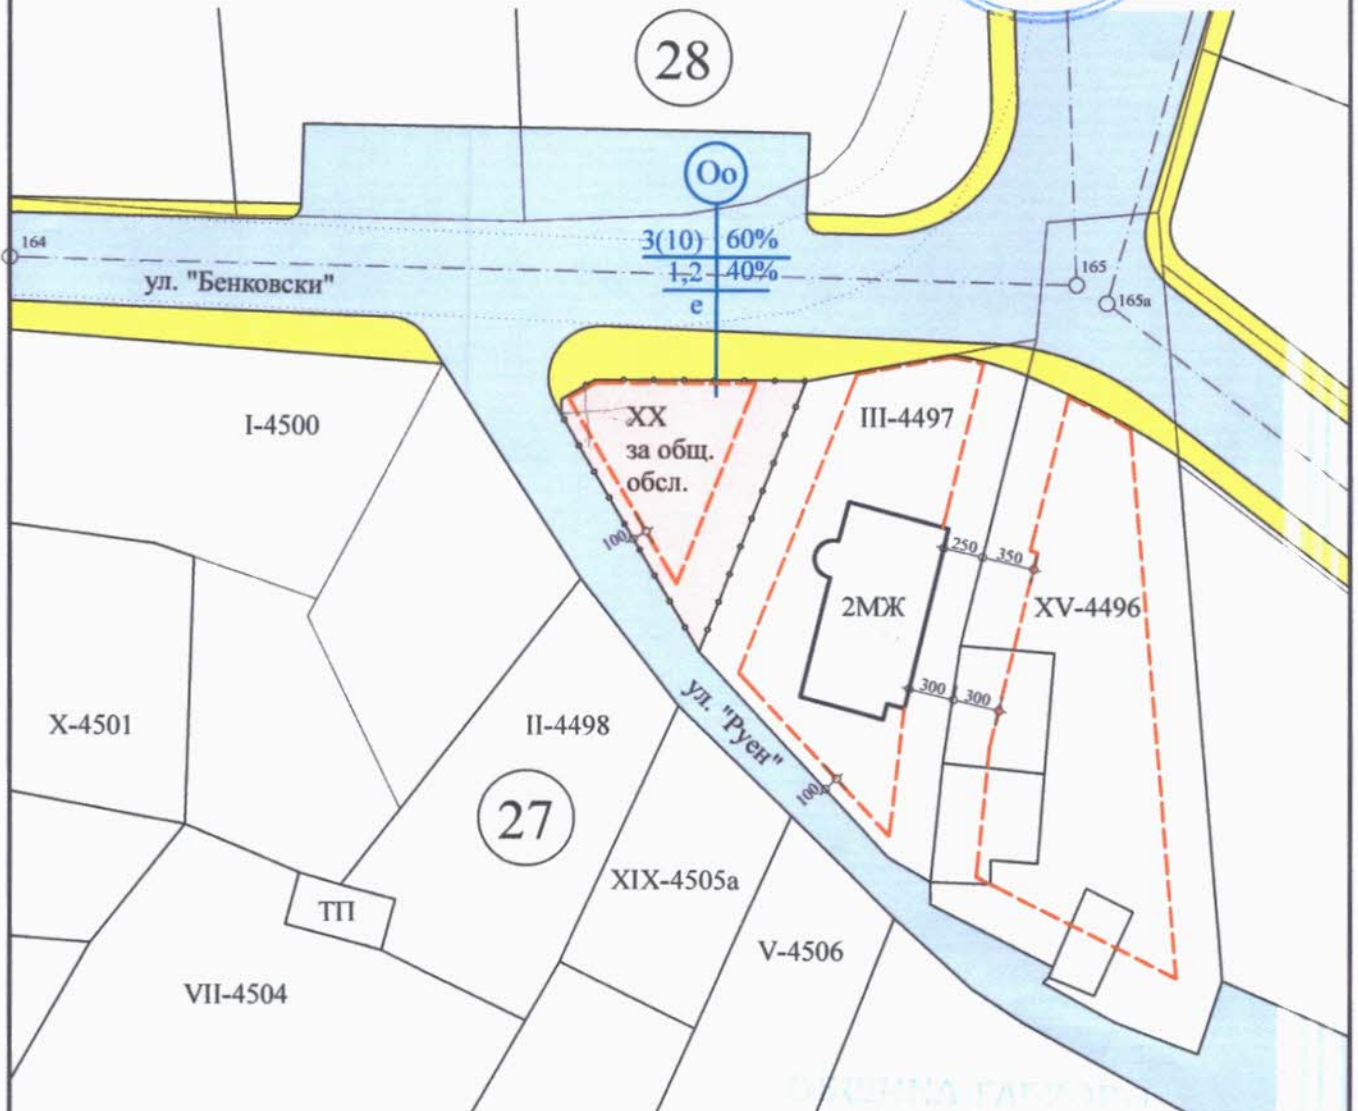 28
Оо
3(10) 60%
1,2 40%
е
164
165
165а
ул. "Бенковски"
I-4500
XX
за общ.
обсл.
III-4497
100
250
350
2МЖ
XV-4496
300
300
X-4501
II-4498
ул. "Руен"
100
27
XIX-4505а
ТП
V-4506
VII-4504